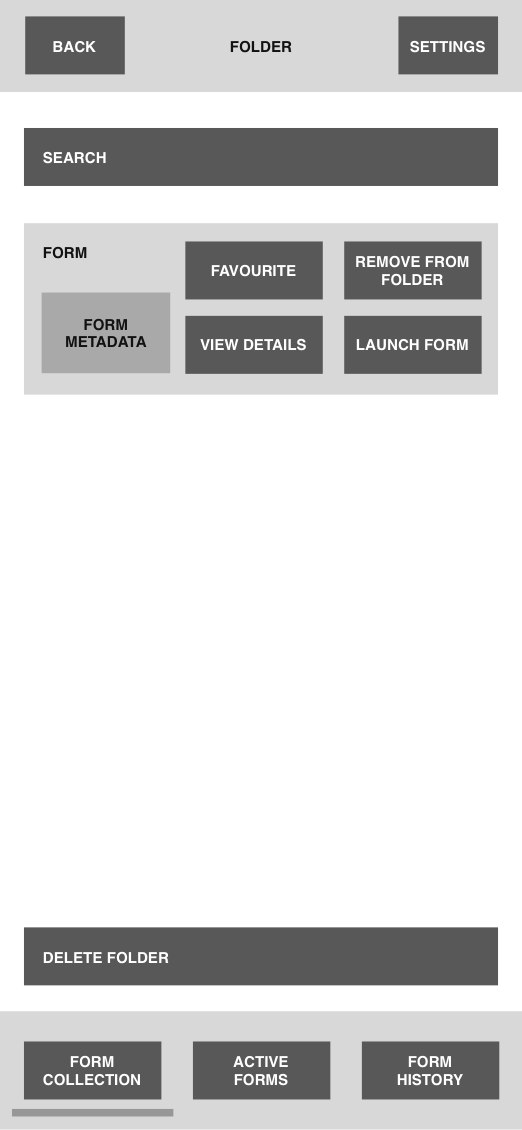 BACK
FOLDER
SETTINGS
SEARCH
FORM
FORM
METADATA
FAVOURITE
REMOVE FROM
FOLDER
VIEW DETAILS
LAUNCH FORM
DELETE FOLDER
FORM
COLLECTION
ACTIVE
FORMS
FORM
HISTORY